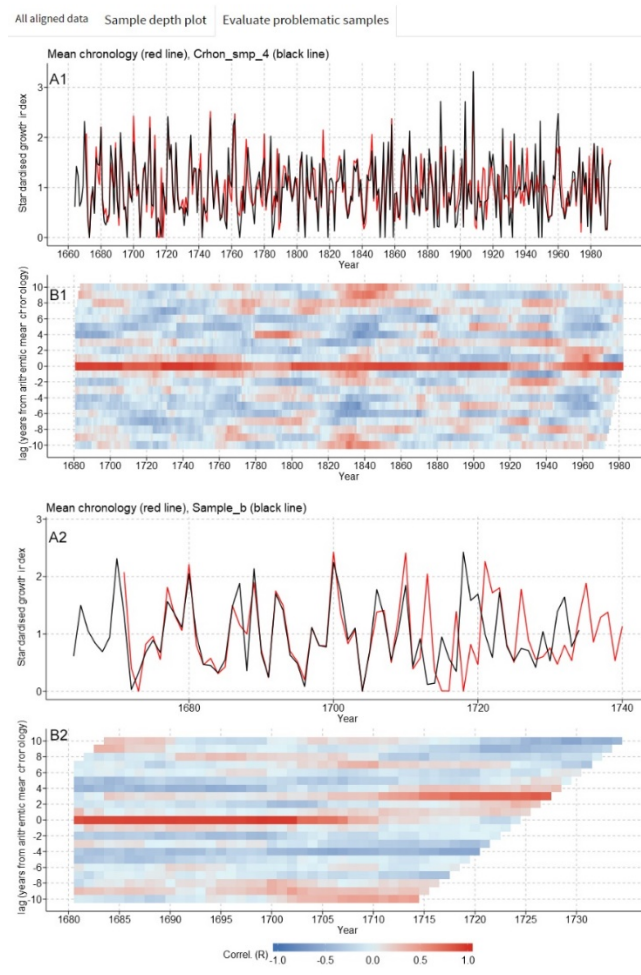 All aligned data Sample depth plot Evaluate problematic samples
Mean chronology (red line), Crhon_smp_4 (black line)
A1
Standardised growth index
3
2
1
0
1660 1680 1700 1720 1740 1760 1780 1800 1820 1840 1860 1880 1900 1920 1940 1960 1980
Year
B1
lag (years from arithmtic mean chronology)
10
8
6
4
2
0
-2
-4
-6
-8
-10
1680 1700 1720 1740 1760 1780 1800 1820 1840 1860 1880 1900 1920 1940 1960 1980
Year
Mean chronology (red line), Sample_b (black line)
A2
Standardised growth index
3
2
1
0
1680 1700 1720 1740
Year
B2
lag (years from arithmtic mean chronology)
10
8
6
4
2
0
-2
-4
-6
-8
-10
1680 1685 1690 1695 1700 1705 1710 1715 1720 1725 1730
Year
Correl. (R) -1.0 -0.5 0.0 0.5 1.0